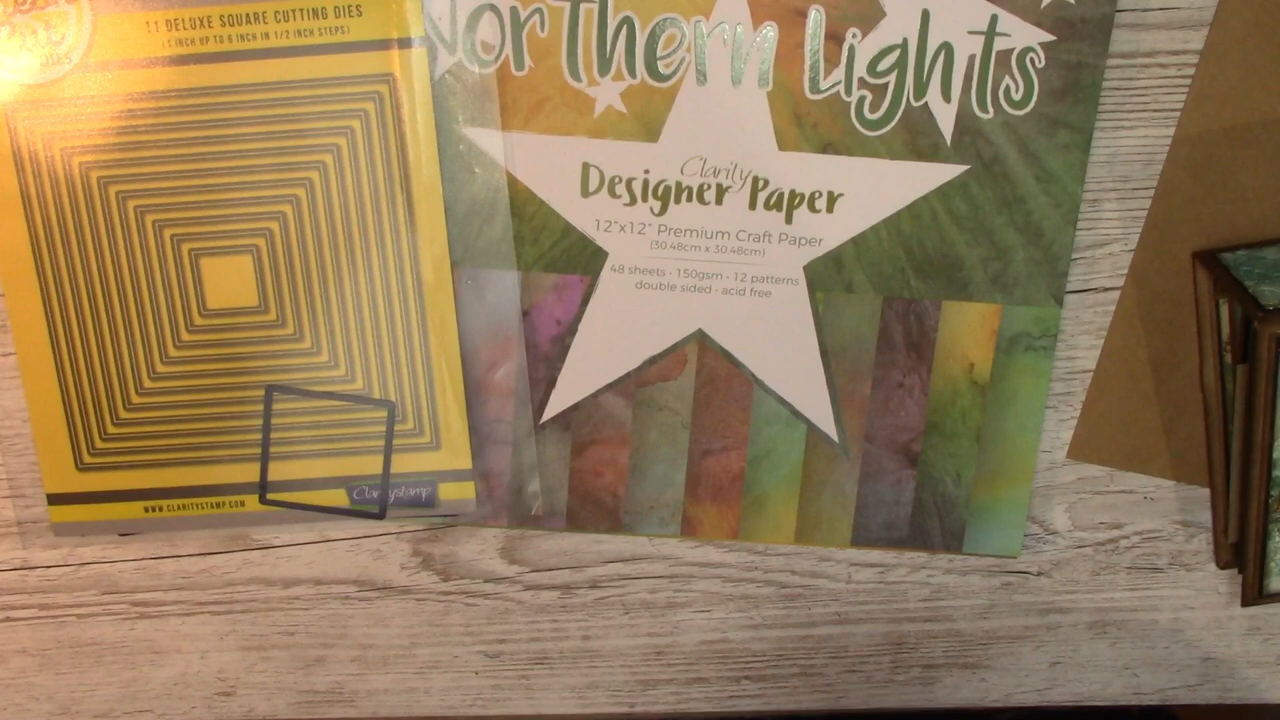 11 DELUXE SQUARE CUTTING DIES
(1 INCH UP TO 6 INCH IN 1/2 INCH STEPS)
WWW.CLARITYSTAMP.COM
Claritystamp
Northern Lights
Clarity
Designer Paper
12"x12" Premium Craft Paper
(30.48cm x 30.48cm)
48 sheets · 150gsm · 12 patterns
double sided · acid free